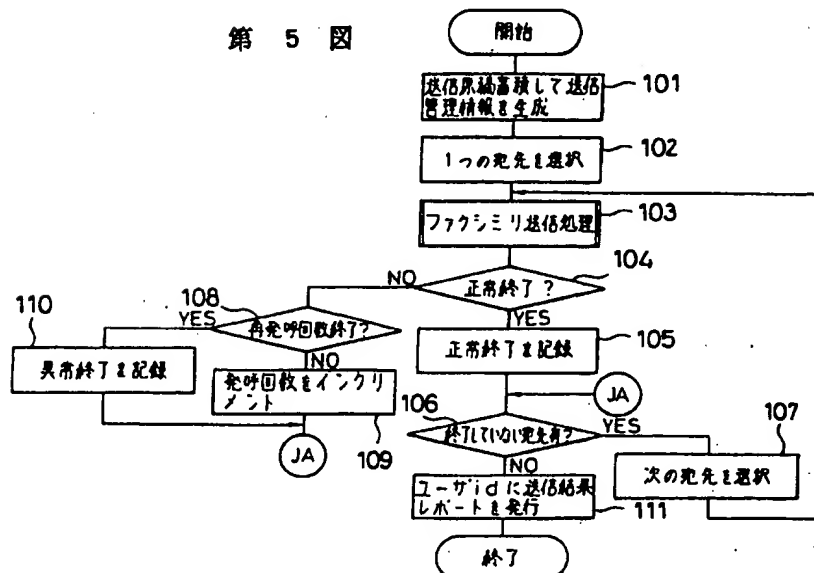 第 5 図
開始
送信原稿蓄積して送信
管理情報を生成
101
1つの宛先を選択
102
ファクシミリ送信処理
103
正常終了?
104
NO
YES
108
再発呼回数終了?
YES
NO
110
異常終了を記録
発呼回数をインクリ
メント
109
JA
正常終了を記録
105
JA
106
終了していない宛先有?
YES
NO
107
次の宛先を選択
ユーザidに送信結果
レポートを発行
111
終了